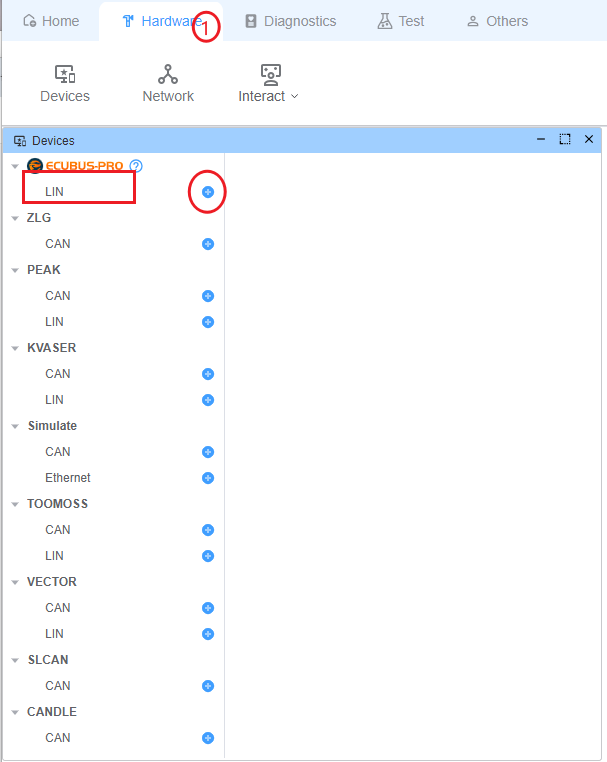 Home Hardware 1 Diagnostics Test Others
Devices Network Interact
Devices
ECUBUS-PRO ?
LIN
ZLG
CAN
PEAK
CAN
LIN
KVASER
CAN
LIN
Simulate
CAN
Ethernet
TOOMOSS
CAN
LIN
VECTOR
CAN
LIN
SLCAN
CAN
CANDLE
CAN